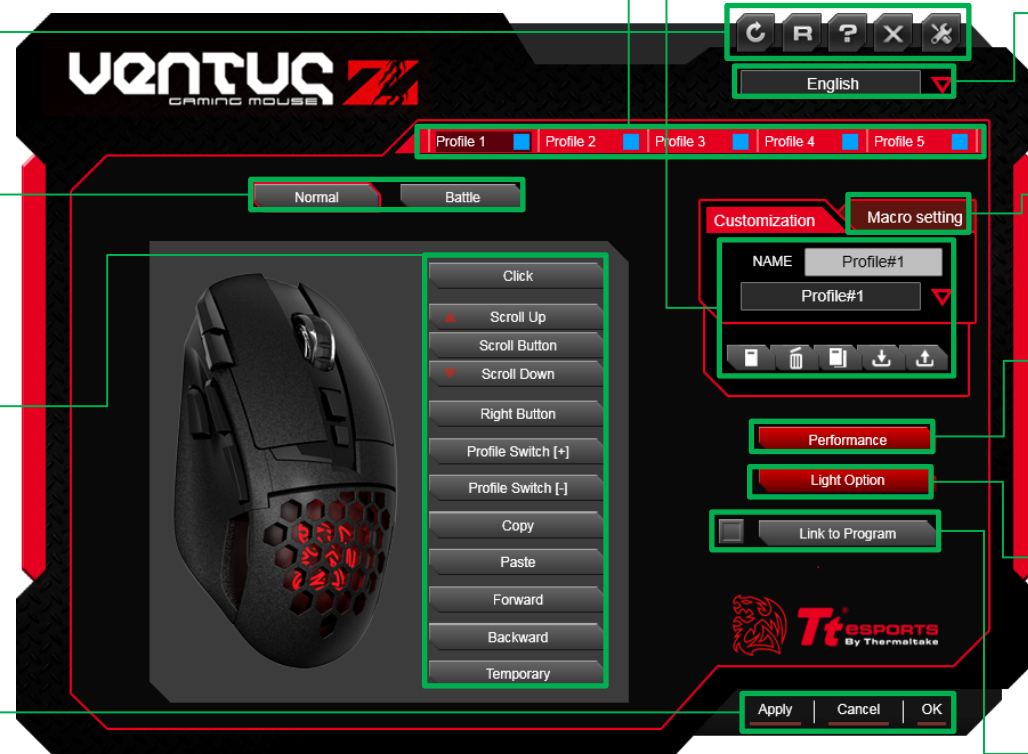 R ? X
VENTUS Z
GAMING MOUSE
English
Profile 1 Profile 2 Profile 3 Profile 4 Profile 5
Normal Battle
Customization Macro setting
NAME Profile#1
Profile#1
Click
Scroll Up
Scroll Button
Scroll Down
Right Button
Profile Switch [+]
Profile Switch [-]
Copy
Paste
Forward
Backward
Temporary
Performance
Light Option
Link to Program
Tt eSPORTS
By Thermaltake
Apply Cancel OK